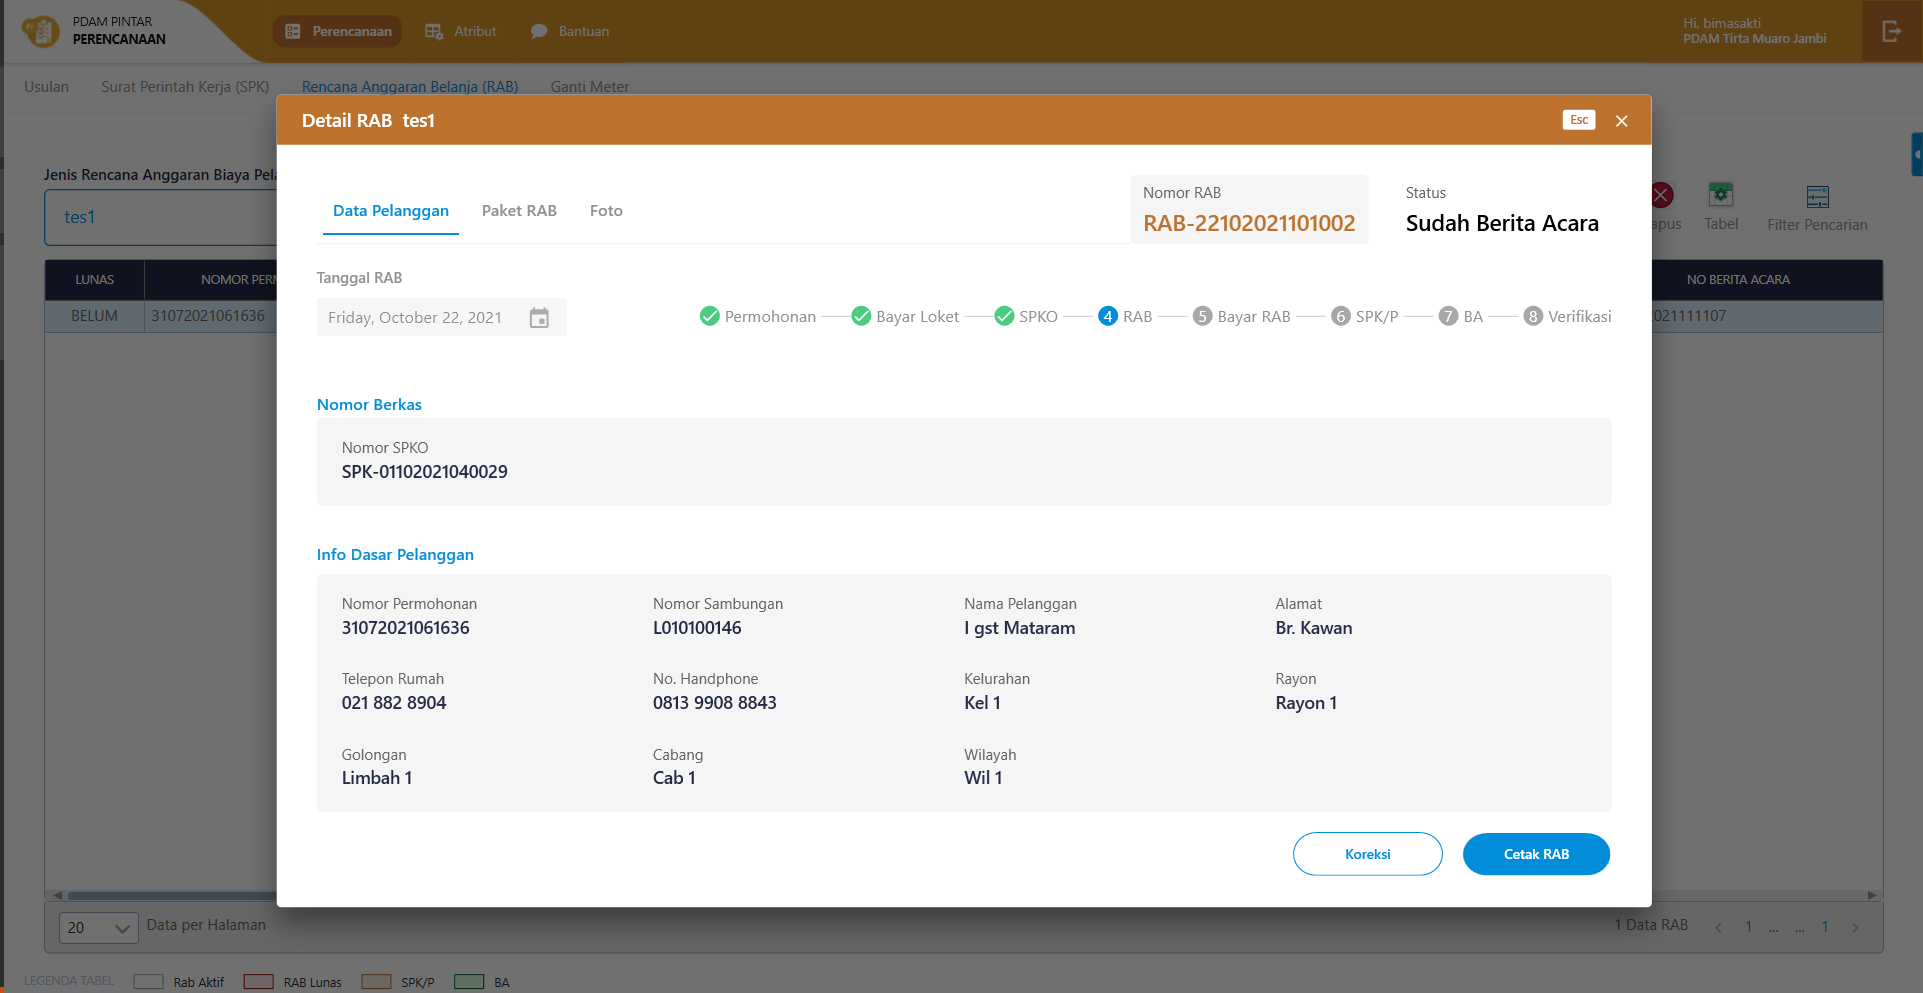 PDAM PINTAR
PERENCANAAN
Perencanaan
Atribut
Bantuan
Hi, bimasakti
PDAM Tirta Muaro Jambi
Usulan
Surat Perintah Kerja (SPK)
Rencana Anggaran Belanja (RAB)
Ganti Meter
Detail RAB tes1
Esc
Jenis Rencana Anggaran Biaya
tes1
Data Pelanggan
Paket RAB
Foto
Nomor RAB
RAB-22102021101002
Status
Sudah Berita Acara
Tabel
Filter Pencarian
LUNAS
NOMOR
NO BERITA ACARA
BELUM
31072021061636
021111107
Tanggal RAB
Friday, October 22, 2021
Permohonan
Bayar Loket
SPKO
4 RAB
5 Bayar RAB
6 SPK/P
7 BA
8 Verifikasi
Nomor Berkas
Nomor SPKO
SPK-01102021040029
Info Dasar Pelanggan
Nomor Permohonan
31072021061636
Nomor Sambungan
L010100146
Nama Pelanggan
I gst Mataram
Alamat
Br. Kawan
Telepon Rumah
021 882 8904
No. Handphone
0813 9908 8843
Kelurahan
Kel 1
Rayon
Rayon 1
Golongan
Limbah 1
Cabang
Cab 1
Wilayah
Wil 1
Koreksi
Cetak RAB
20
Data per Halaman
1 Data RAB
1 ... ... 1
LEGENDA TABEL
Rab Aktif
RAB Lunas
SPK/P
BA